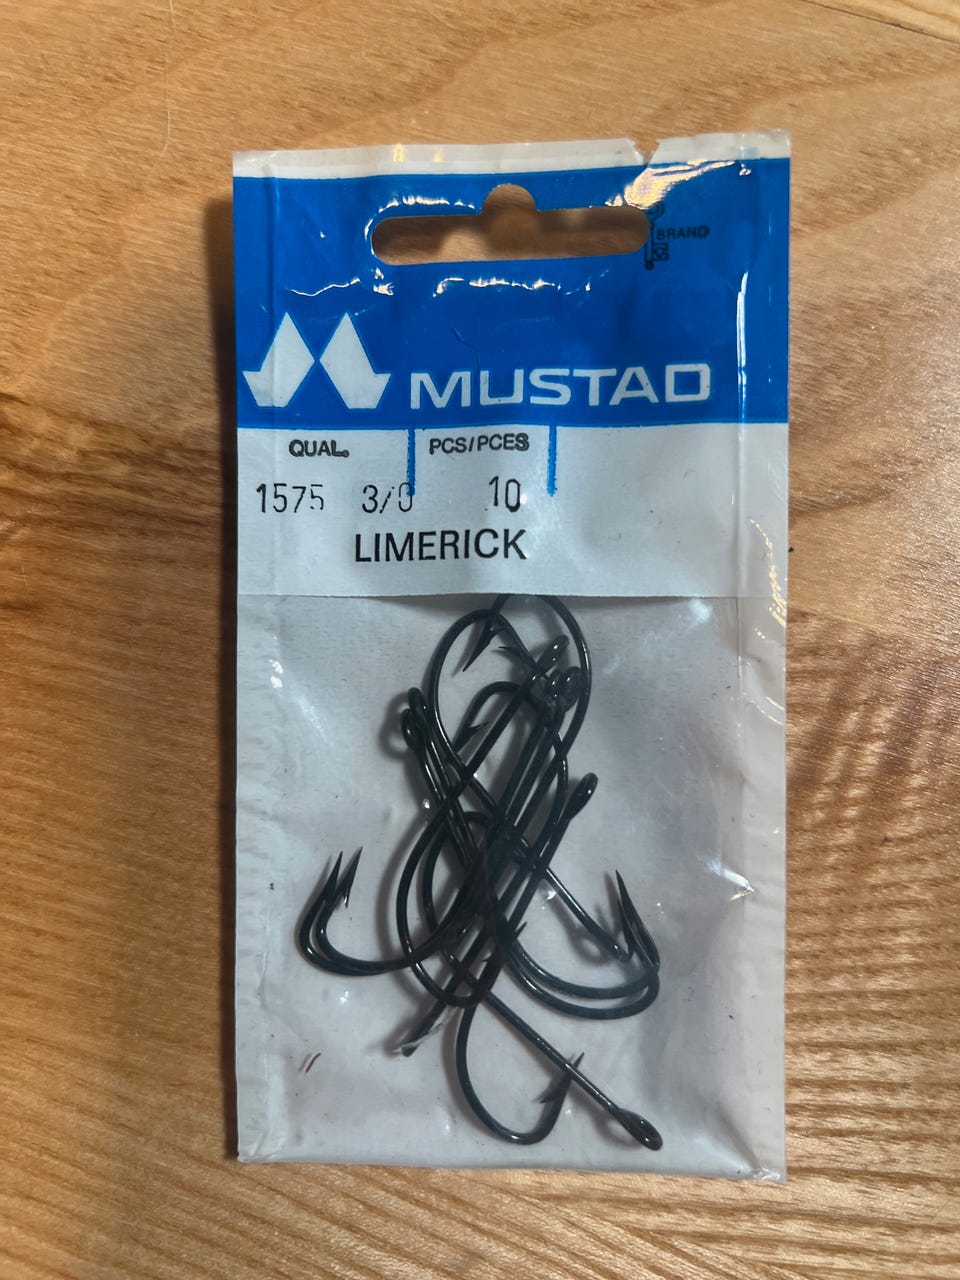 BRAND
MUSTAD
QUAL. PCS/PCES
1575 3/0 10
LIMERICK